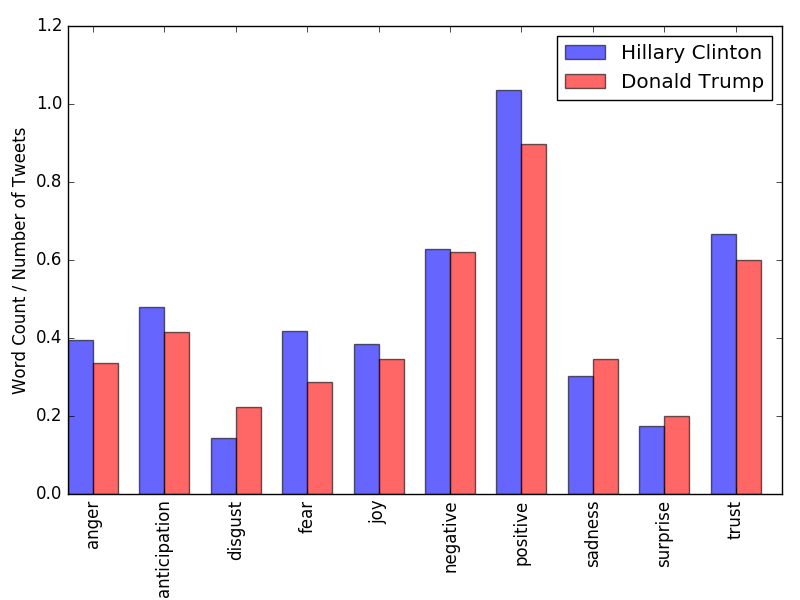 1.2
1.0
0.8
0.6
0.4
0.2
0.0
Word Count / Number of Tweets
Hillary Clinton
Donald Trump
anger
anticipation
disgust
fear
joy
negative
positive
sadness
surprise
trust